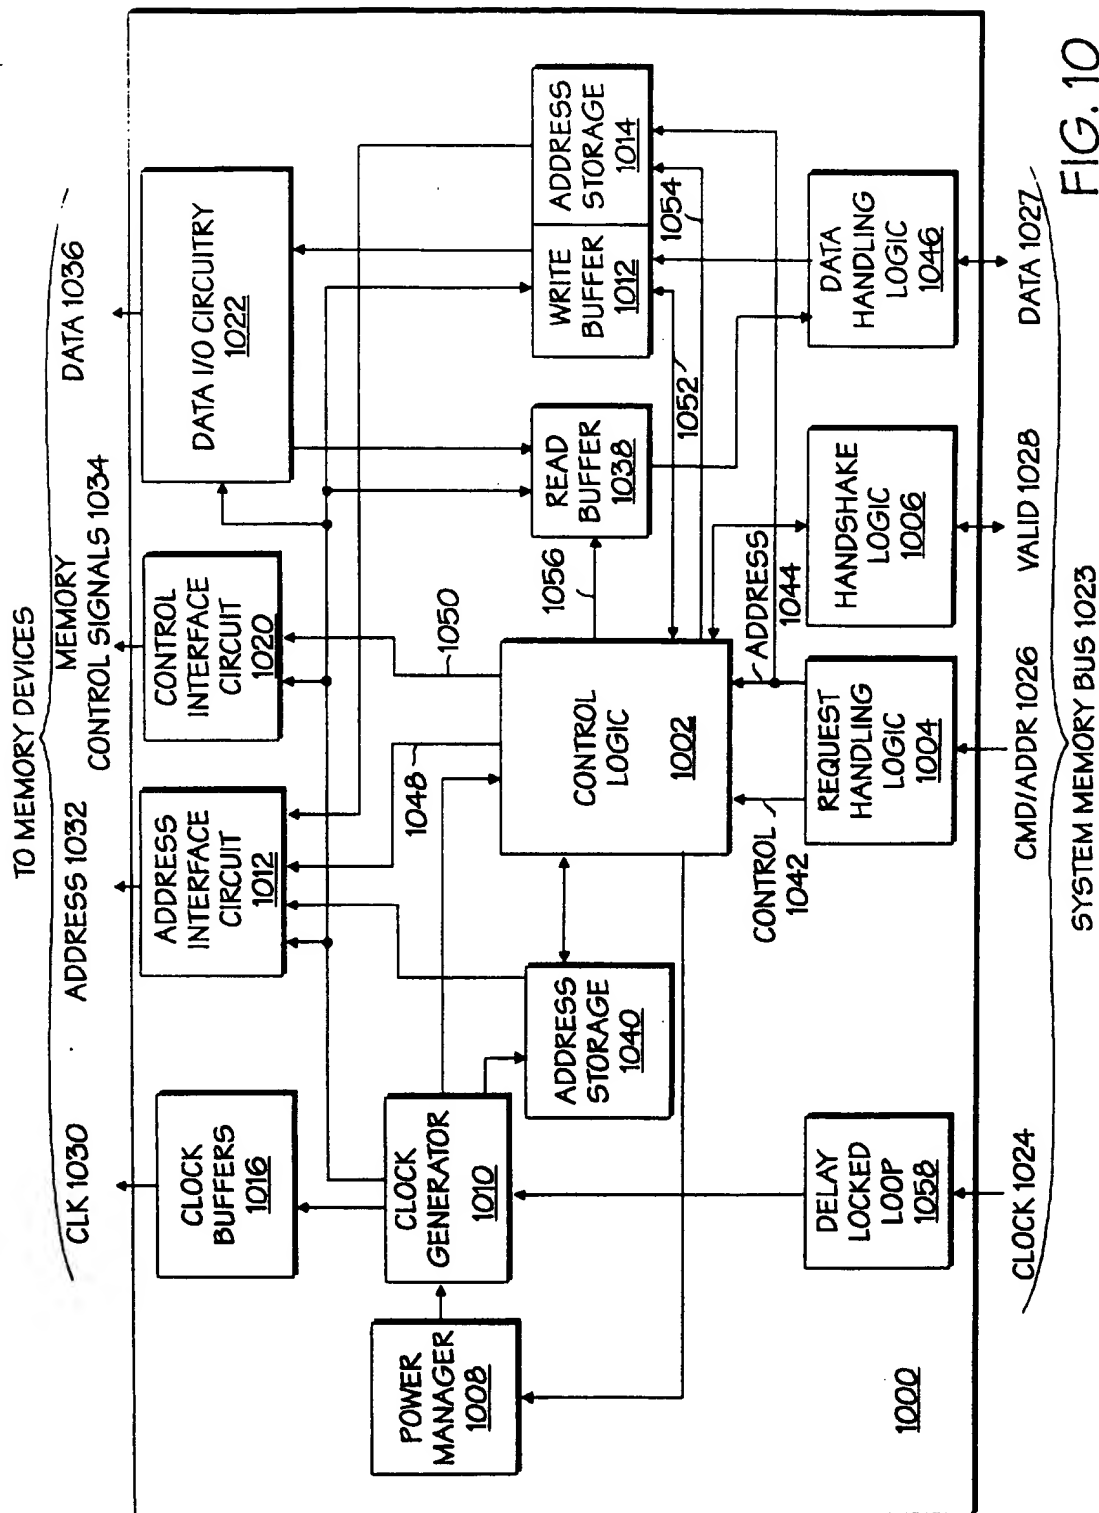 TO MEMORY DEVICES
CLK 1030
ADDRESS 1032
MEMORY
CONTROL SIGNALS 1034
DATA 1036
CLOCK
BUFFERS
1016
ADDRESS
INTERFACE
CIRCUIT
1012
CONTROL
INTERFACE
CIRCUIT
1020
DATA I/O CIRCUITRY
1022
POWER
MANAGER
1008
CLOCK
GENERATOR
1010
1048
1050
ADDRESS
STORAGE
1040
CONTROL
LOGIC
1002
1056
READ
BUFFER
1038
WRITE
BUFFER
1012
ADDRESS
STORAGE
1014
1052
1054
CONTROL
1042
ADDRESS
1044
DELAY
LOCKED
LOOP
1058
REQUEST
HANDLING
LOGIC
1004
HANDSHAKE
LOGIC
1006
DATA
HANDLING
LOGIC
1046
1000
CLOCK 1024
CMD/ADDR 1026
VALID 1028
DATA 1027
SYSTEM MEMORY BUS 1023
FIG. 10